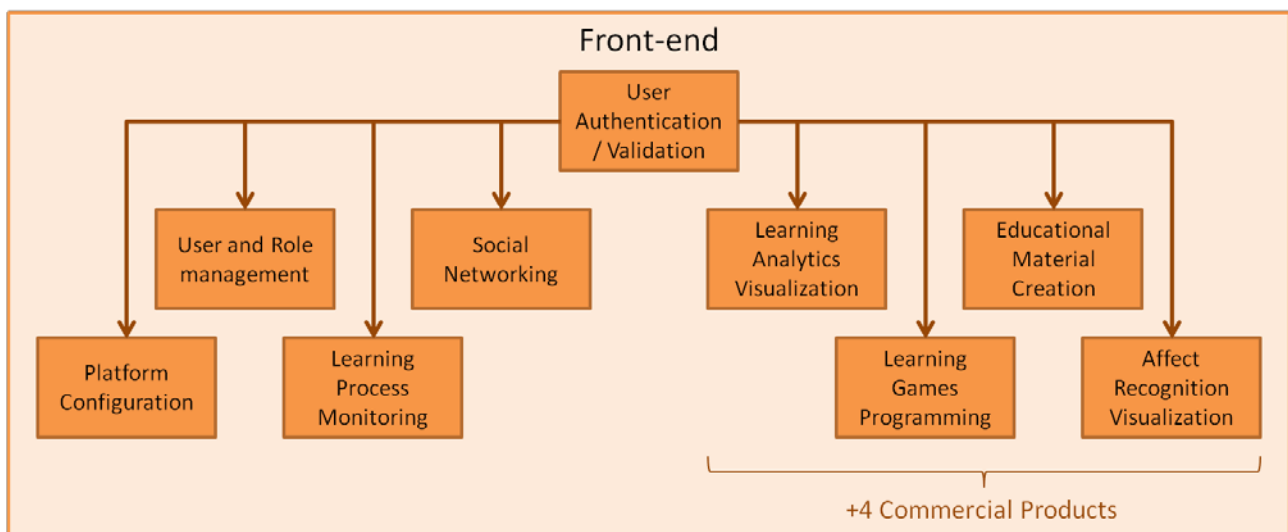 Front-end
User
Authentication
/ Validation
User and Role
management
Social
Networking
Learning
Analytics
Visualization
Educational
Material
Creation
Platform
Configuration
Learning
Process
Monitoring
Learning
Games
Programming
Affect
Recognition
Visualization
+4 Commercial Products